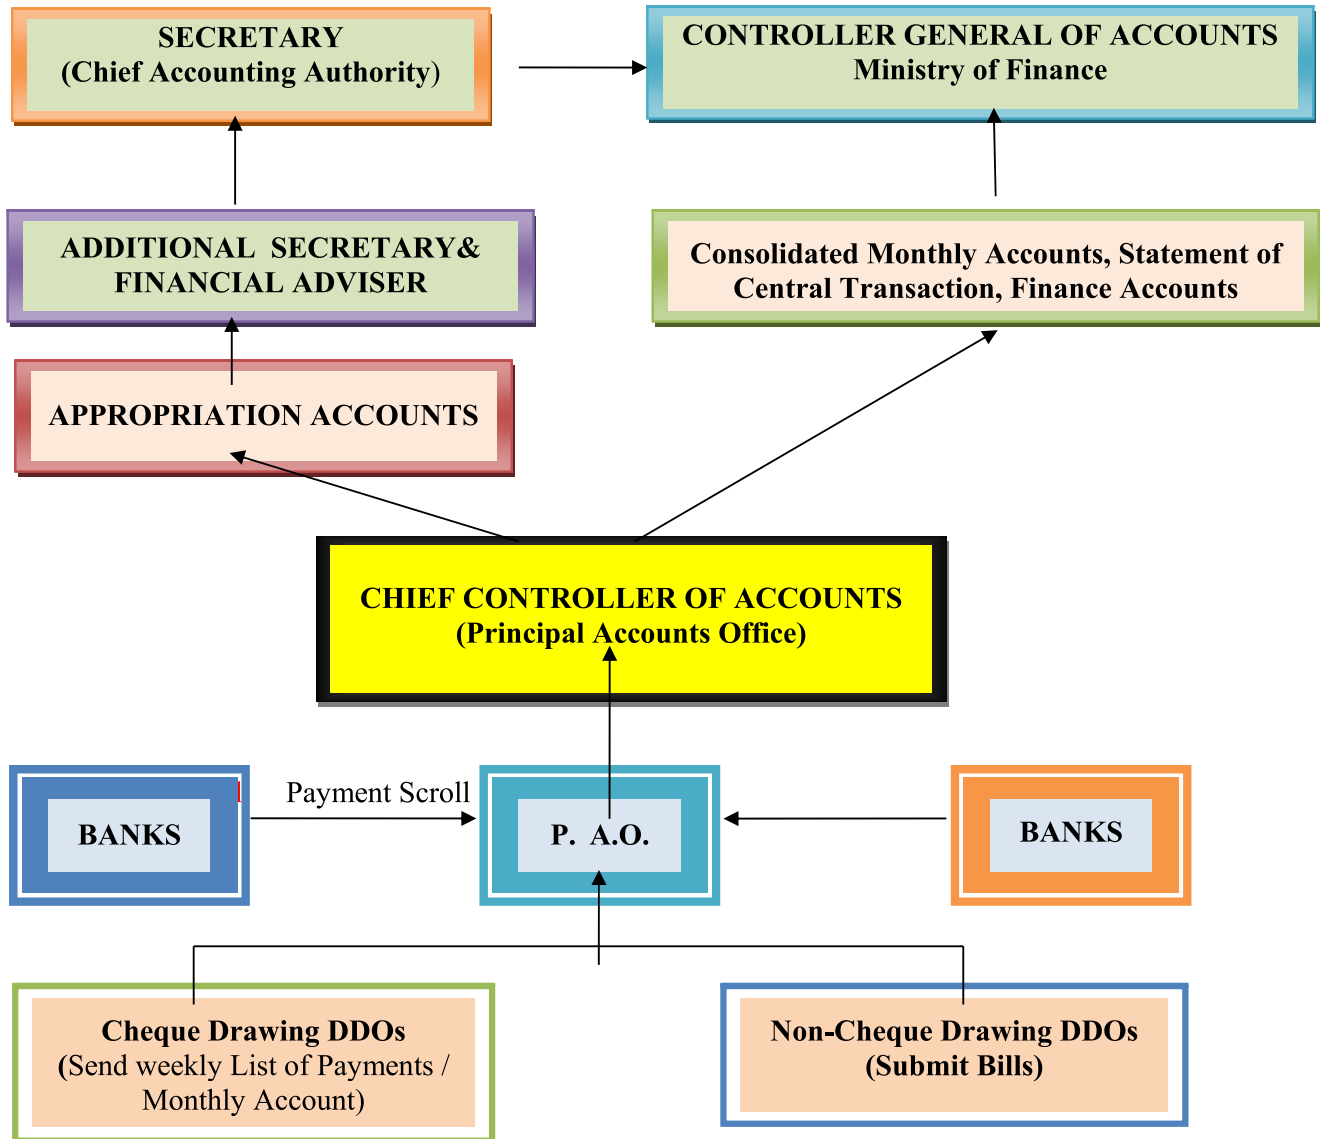 SECRETARY
(Chief Accounting Authority)
CONTROLLER GENERAL OF ACCOUNTS
Ministry of Finance
ADDITIONAL SECRETARY&
FINANCIAL ADVISER
Consolidated Monthly Accounts, Statement of
Central Transaction, Finance Accounts
APPROPRIATION ACCOUNTS
CHIEF CONTROLLER OF ACCOUNTS
(Principal Accounts Office)
Payment Scroll
BANKS
P. A.O.
BANKS
Cheque Drawing DDOs
(Send weekly List of Payments /
Monthly Account)
Non-Cheque Drawing DDOs
(Submit Bills)